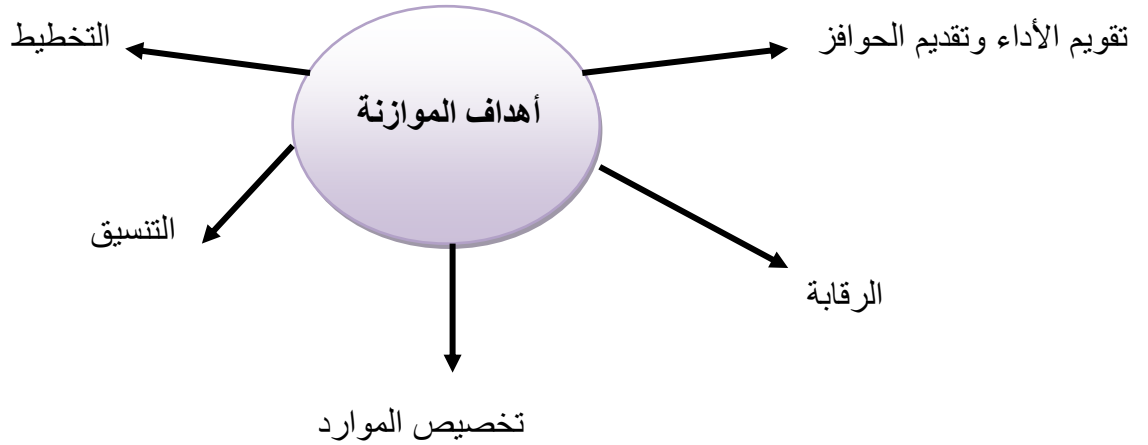 تقويم الأداء وتقديم الحوافز
التخطيط
أهداف الموازنة
التنسيق
الرقابة
تخصيص الموارد